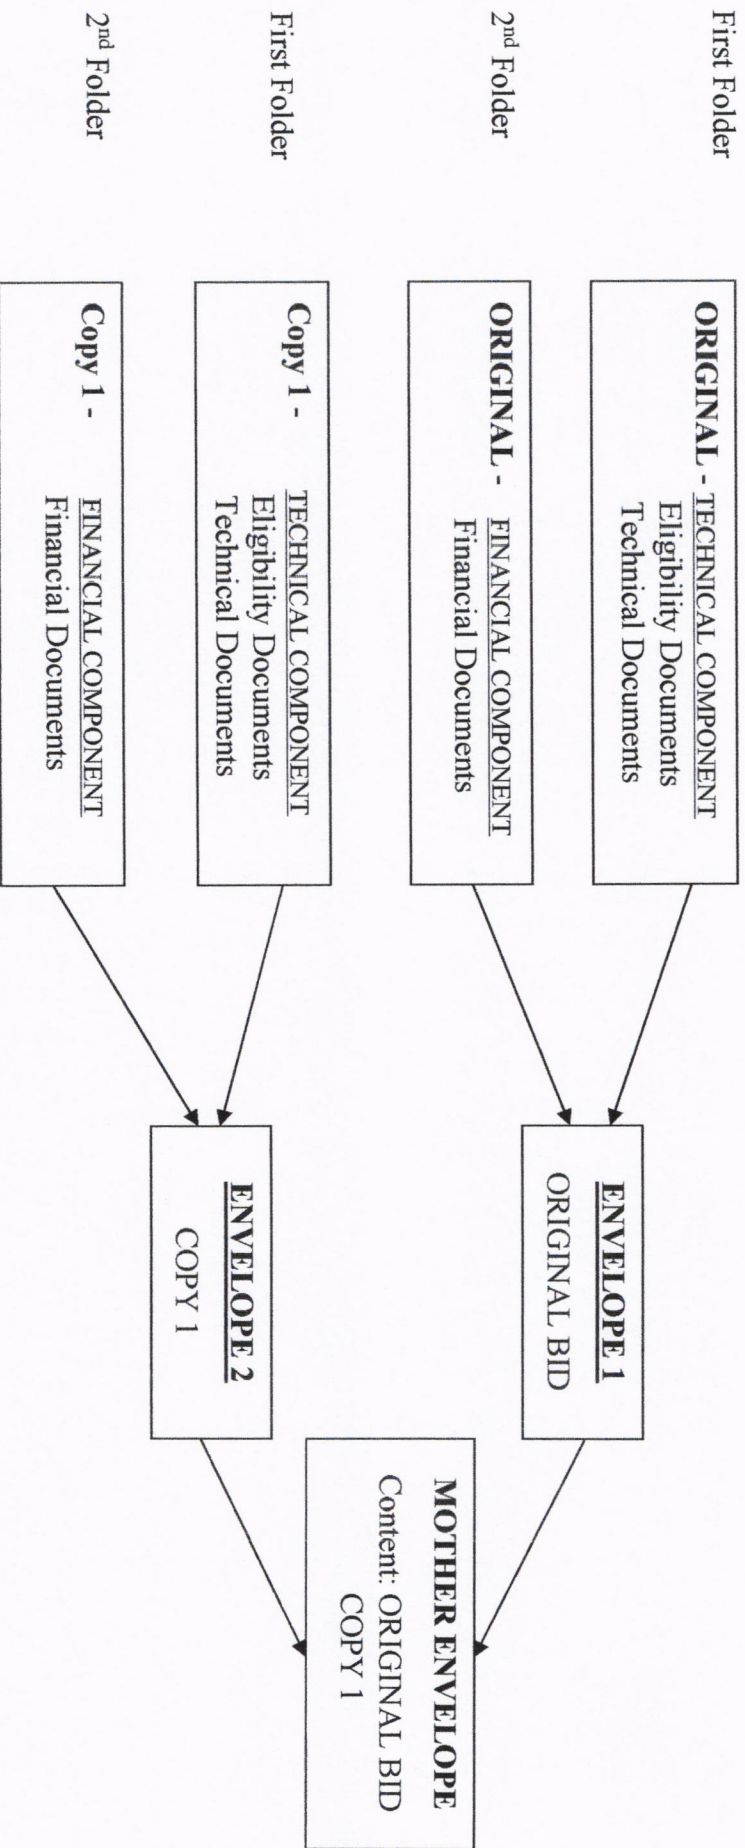 First Folder
ORIGINAL - TECHNICAL COMPONENT
Eligibility Documents
Technical Documents
2nd Folder
ORIGINAL - FINANCIAL COMPONENT
Financial Documents
First Folder
Copy 1 - TECHNICAL COMPONENT
Eligibility Documents
Technical Documents
2nd Folder
Copy 1 - FINANCIAL COMPONENT
Financial Documents
ENVELOPE 1
ORIGINAL BID
ENVELOPE 2
COPY 1
MOTHER ENVELOPE
Content: ORIGINAL BID
COPY 1